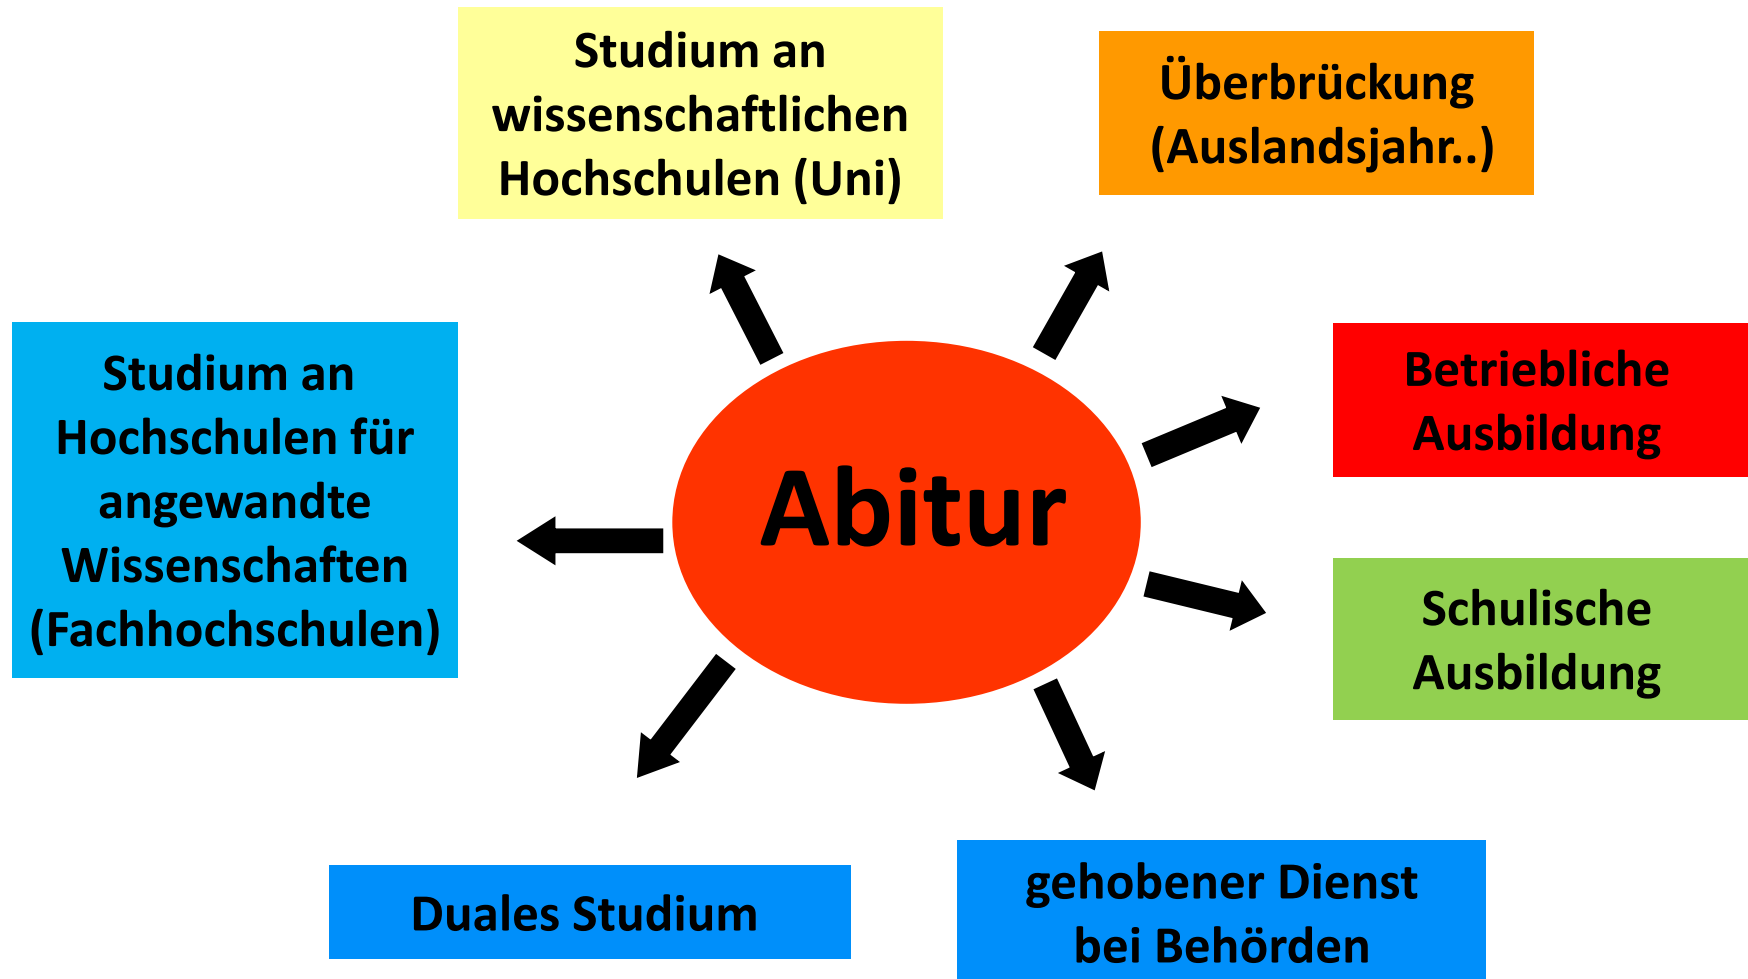 Studium an
wissenschaftlichen
Hochschulen (Uni)
Überbrückung
(Auslandsjahr..)
Studium an
Hochschulen für
angewandte
Wissenschaften
(Fachhochschulen)
Abitur
Betriebliche
Ausbildung
Schulische
Ausbildung
Duales Studium
gehobener Dienst
bei Behörden